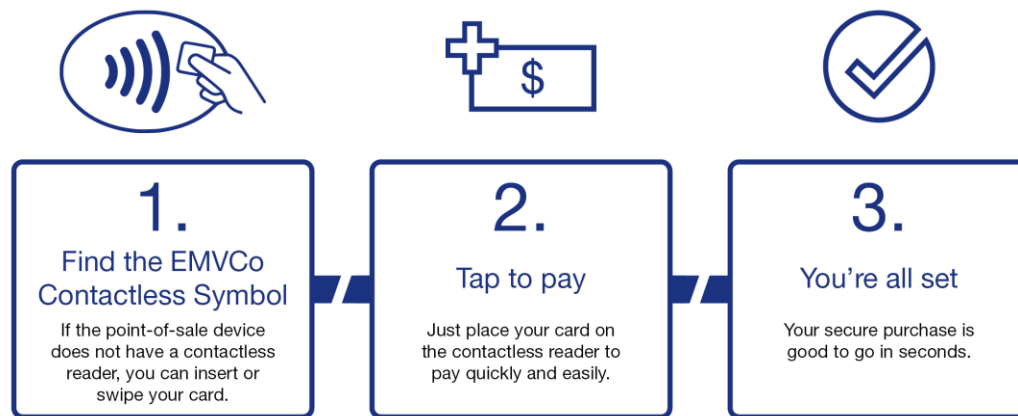 $
1.
Find the EMVCo
Contactless Symbol
If the point-of-sale device
does not have a contactless
reader, you can insert or
swipe your card.
2.
Tap to pay
Just place your card on
the contactless reader to
pay quickly and easily.
3.
You’re all set
Your secure purchase is
good to go in seconds.